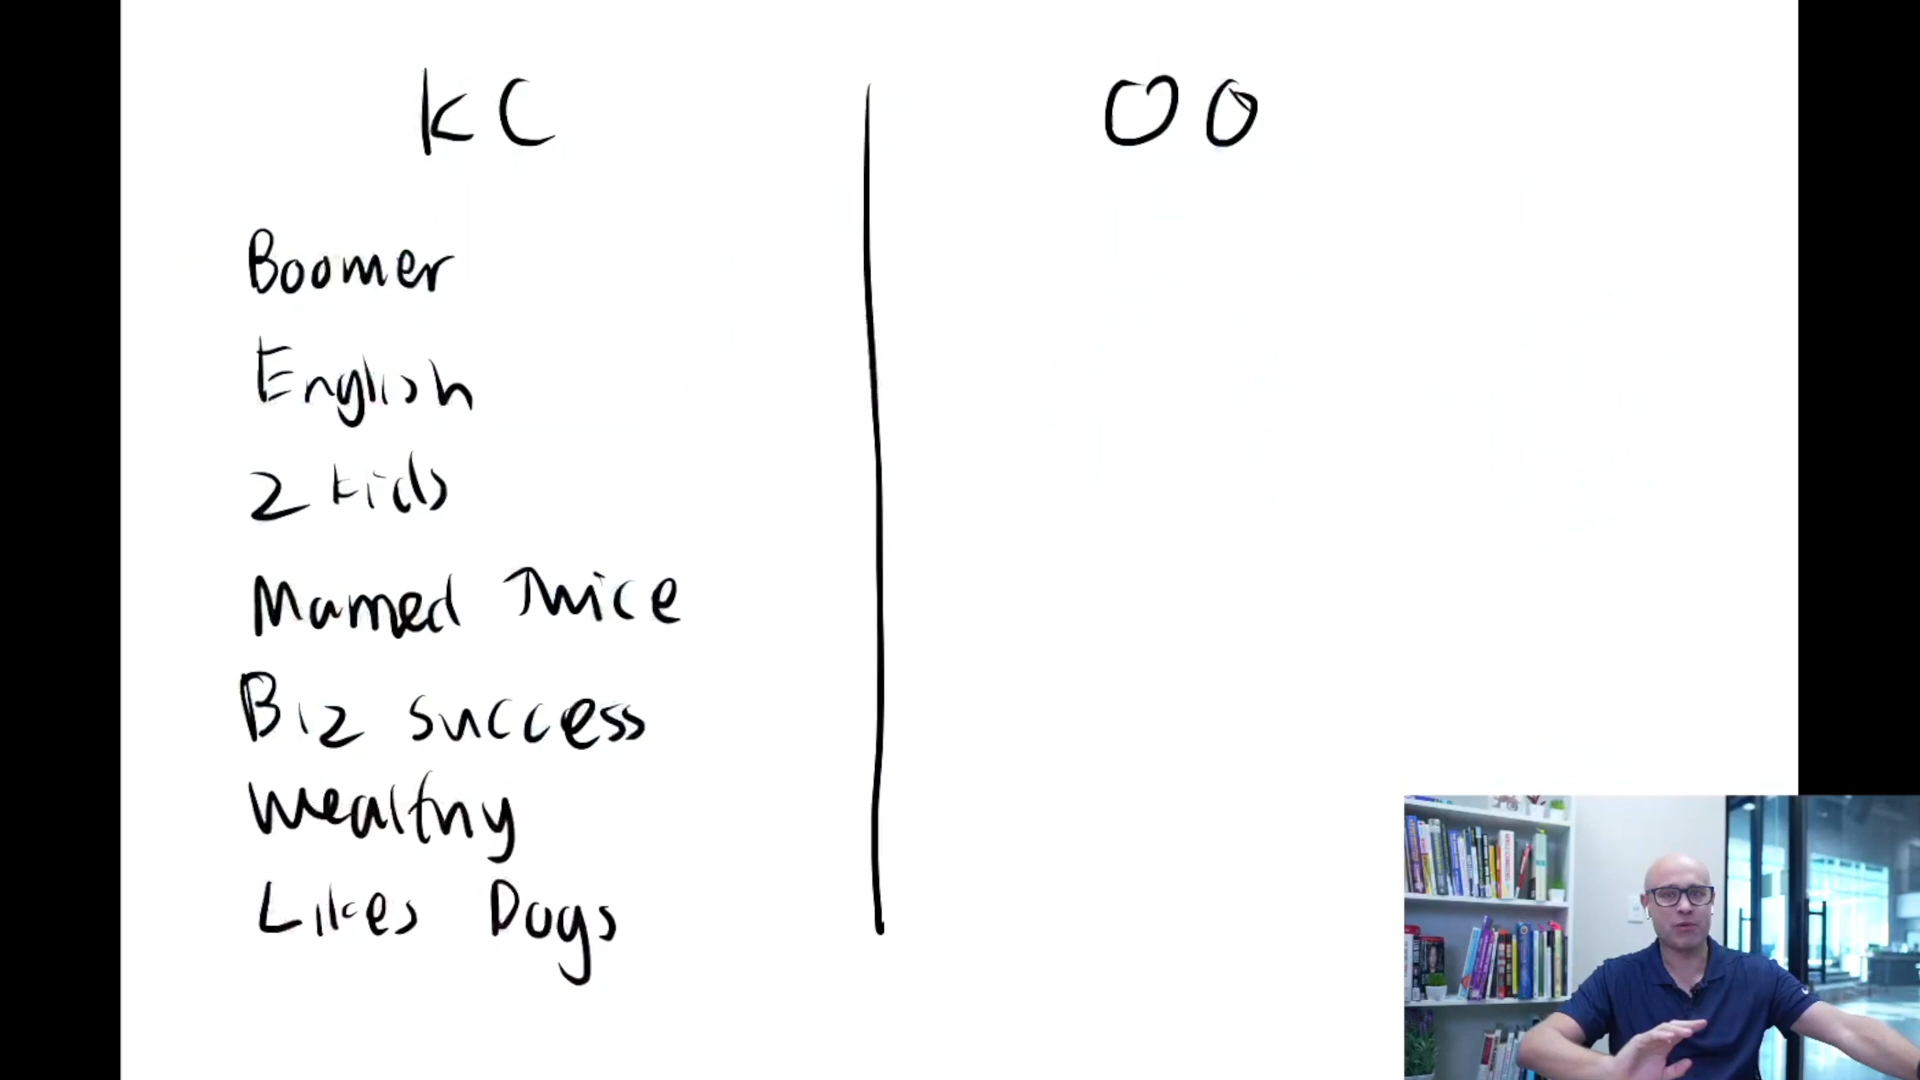 KC
OO
Boomer
English
2 kids
Married Twice
Biz success
Wealthy
Likes Dogs